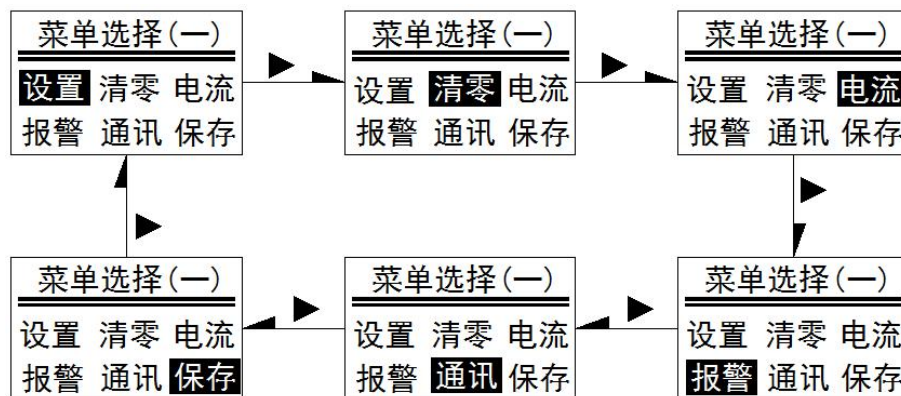 菜单选择(一)
设置 清零 电流
报警 通讯 保存
菜单选择(一)
设置 清零 电流
报警 通讯 保存
菜单选择(一)
设置 清零 电流
报警 通讯 保存
菜单选择(一)
设置 清零 电流
报警 通讯 保存
菜单选择(一)
设置 清零 电流
报警 通讯 保存
菜单选择(一)
设置 清零 电流
报警 通讯 保存